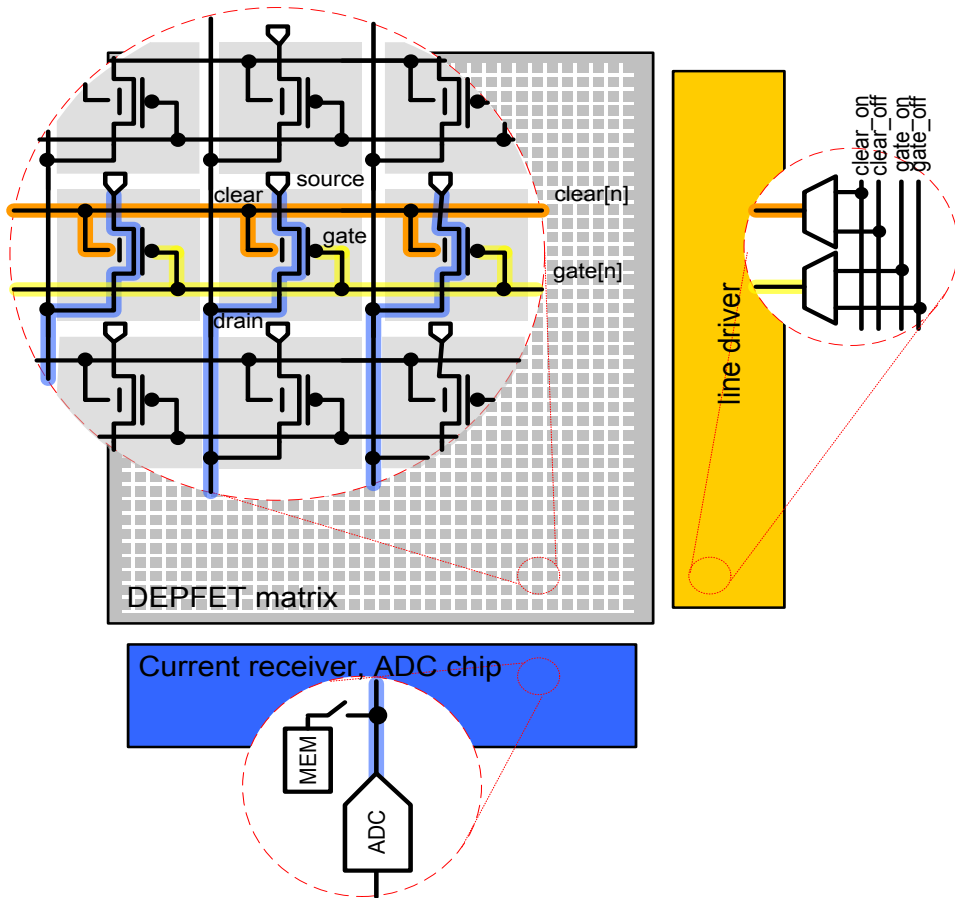 source
clear
clear[n]
gate
gate[n]
drain
DEPFET matrix
clear_on
clear_off
gate_on
gate_off
line driver
Current receiver, ADC chip
MEM
ADC